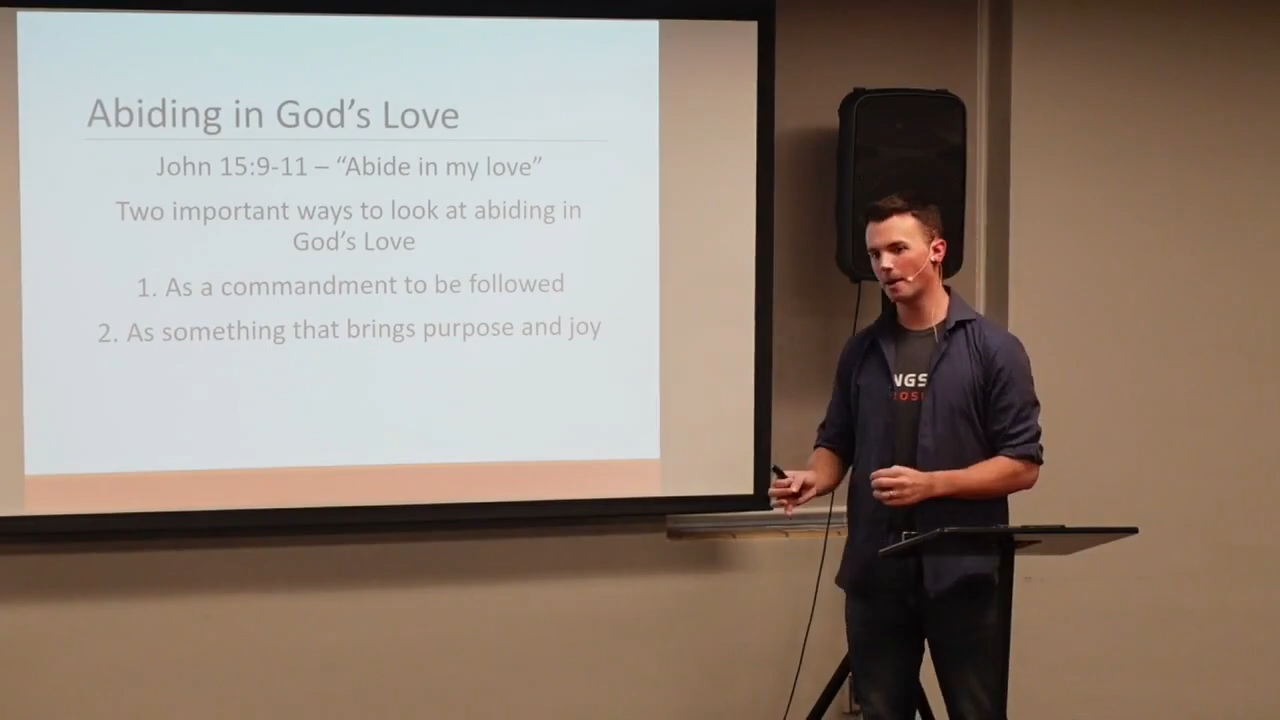 Abiding in God's Love
John 15:9-11 – “Abide in my love”
Two important ways to look at abiding in
God's Love
1. As a commandment to be followed
2. As something that brings purpose and joy